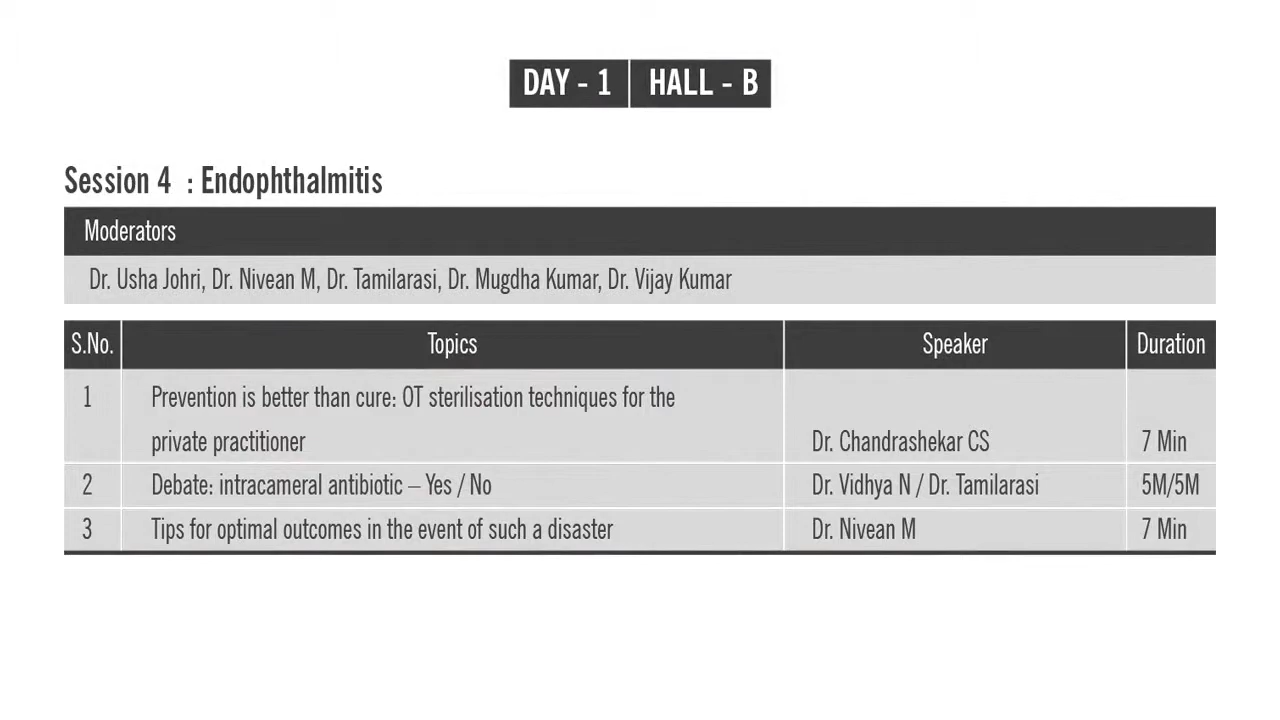 DAY - 1 HALL - B
Session 4 : Endophthalmitis
Moderators
Dr. Usha Johri, Dr. Nivean M, Dr. Tamilarasi, Dr. Mugdha Kumar, Dr. Vijay Kumar
S.No. Topics Speaker Duration
1 Prevention is better than cure: OT sterilisation techniques for the
private practitioner Dr. Chandrashekar CS 7 Min
2 Debate: intracameral antibiotic – Yes / No Dr. Vidhya N / Dr. Tamilarasi 5M/5M
3 Tips for optimal outcomes in the event of such a disaster Dr. Nivean M 7 Min